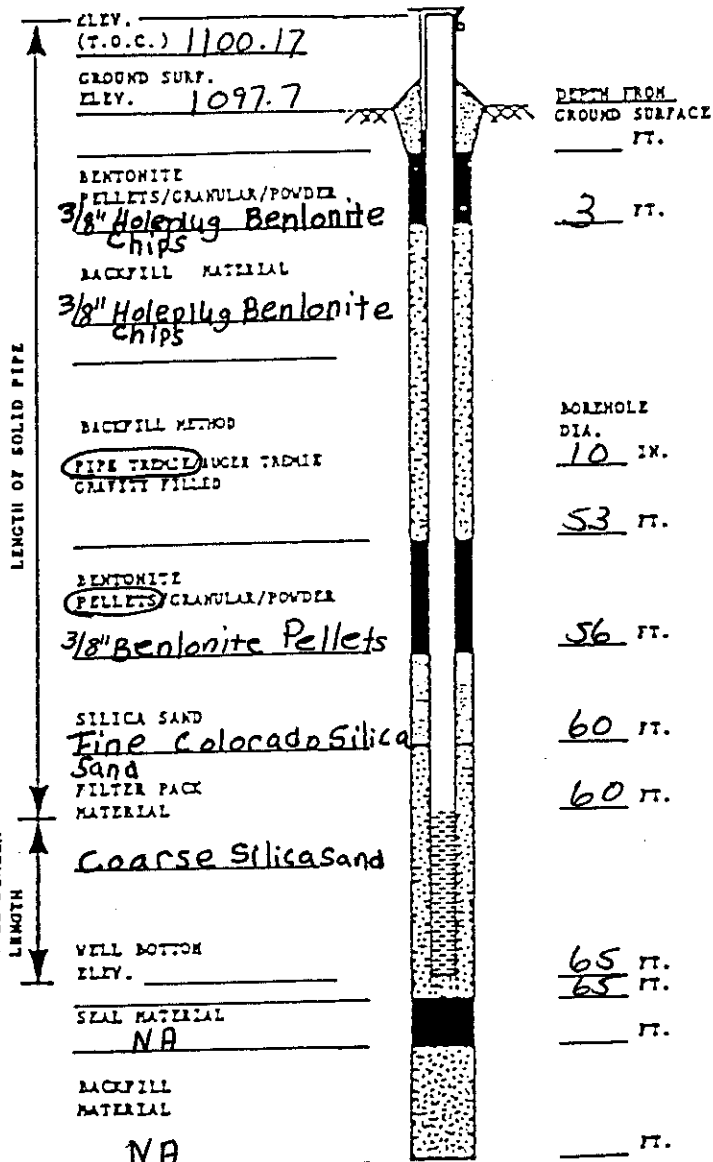 ELEV.
(T.O.C.) 1100.17
GROUND SURF.
ELEV. 1097.7
DEPTH FROM
GROUND SURFACE
FT.
BENTONITE
PELLETS/GRANULAR/POWDER
3/8" Holeplug Benlonite
Chips
3 FT.
BACKFILL MATERIAL
3/8" Holeplug Benlonite
Chips
LENGTH OF SOLID PIPE
BACKFILL METHOD
PIPE TREMIE/AUGER TREMIE
GRAVITY FILLED
BOREHOLE
DIA.
10 IN.
53 FT.
BENTONITE
PELLETS/GRANULAR/POWDER
3/8" Benlonite Pellets
56 FT.
SILICA SAND
Fine Colorado Silica
Sand
60 FT.
FILTER PACK
MATERIAL
60 FT.
Coarse Silica Sand
LENGTH
WELL BOTTOM
ELEV.
65 FT.
65 FT.
SEAL MATERIAL
NA
FT.
BACKFILL
MATERIAL
NA
FT.